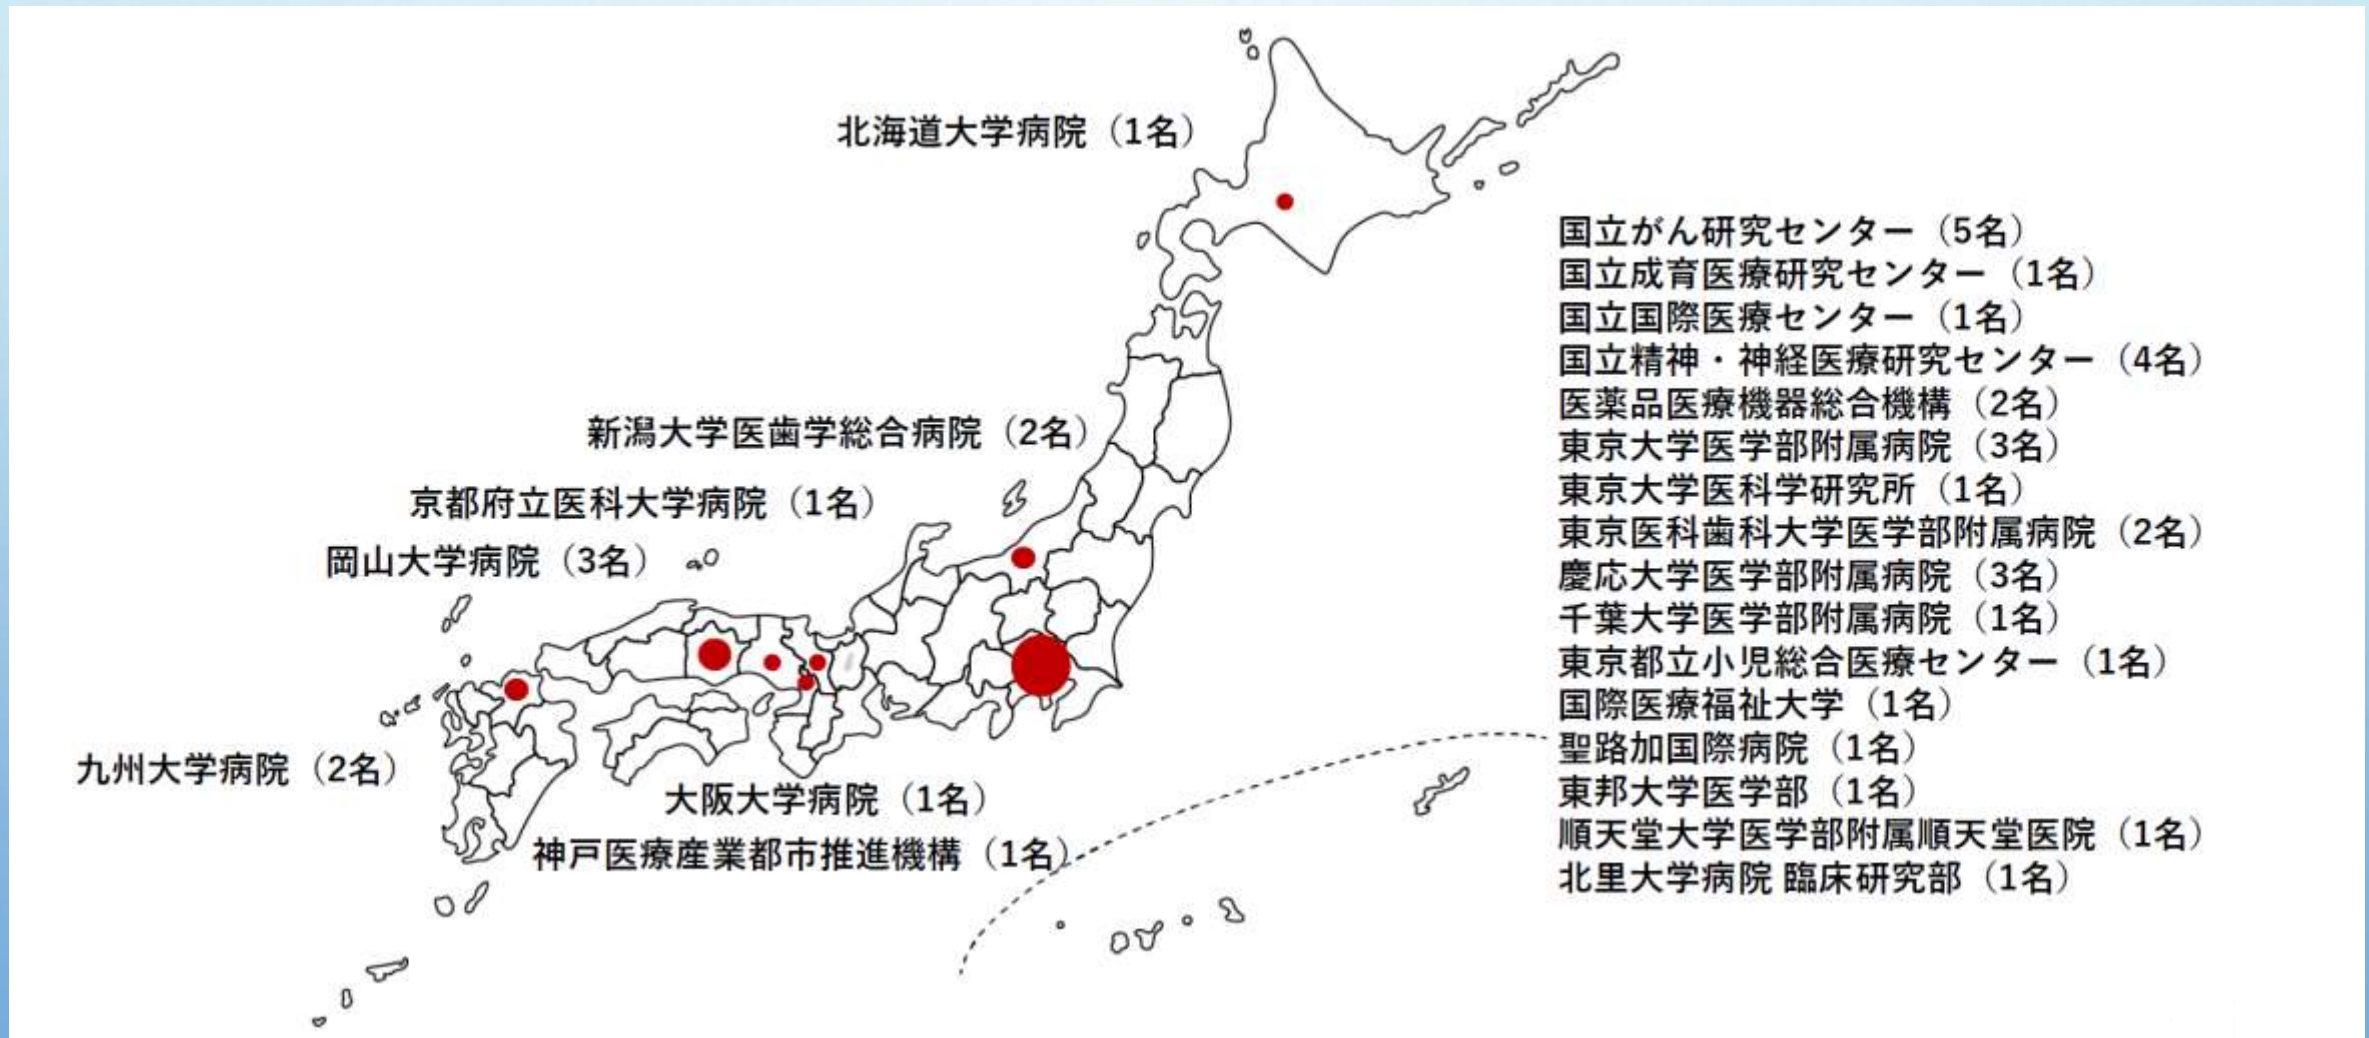 北海道大学病院（1名）
新潟大学医歯学総合病院（2名）
京都府立医科大学病院（1名）
岡山大学病院（3名）
九州大学病院（2名）
大阪大学病院（1名）
神戸医療産業都市推進機構（1名）
国立がん研究センター（5名）
国立成育医療研究センター（1名）
国立国際医療センター（1名）
国立精神・神経医療研究センター（4名）
医薬品医療機器総合機構（2名）
東京大学医学部附属病院（3名）
東京大学医科学研究所（1名）
東京医科歯科大学医学部附属病院（2名）
慶応大学医学部附属病院（3名）
千葉大学医学部附属病院（1名）
東京都立小児総合医療センター（1名）
国際医療福祉大学（1名）
聖路加国際病院（1名）
東邦大学医学部（1名）
順天堂大学医学部附属順天堂医院（1名）
北里大学病院 臨床研究部（1名）